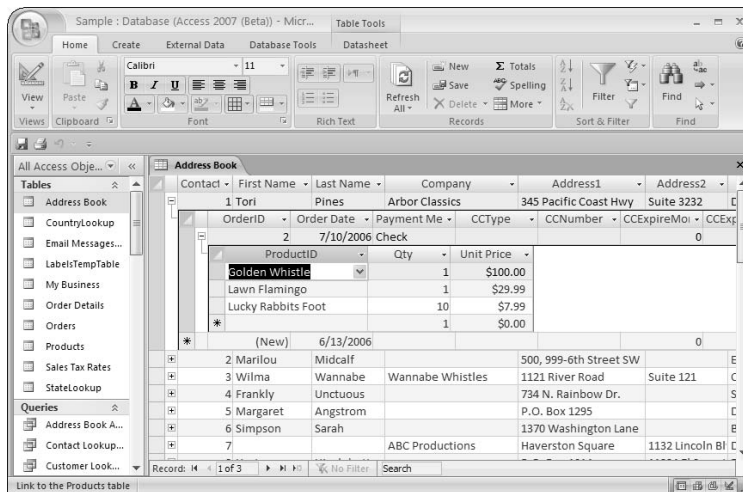 Sample : Database (Access 2007 (Beta)) - Micr... Table Tools
Home Create External Data Database Tools Datasheet
Calibri 11
New Σ Totals
B I U
Save Spelling
View Paste Refresh All Delete More Filter Find
Views Clipboard Font Rich Text Records Sort & Filter Find
All Access Obje... « Address Book
Tables Contact First Name Last Name Company Address1 Address2
Address Book 1 Tori Pines Arbor Classics 345 Pacific Coast Hwy Suite 3232
CountryLookup OrderID Order Date Payment Me CCType CCNumber CCExpireMo CCExp
Email Messages... 2 7/10/2006 Check 0
LabelsTempTable ProductID Qty Unit Price
My Business Golden Whistle 1 $100.00
Order Details Lawn Flamingo 1 $29.99
Orders Lucky Rabbits Foot 10 $7.99
Products * 1 $0.00
Sales Tax Rates * (New) 6/13/2006 0
StateLookup 2 Marilou Midcalf 500, 999-6th Street SW
3 Wilma Wannabe Wannabe Whistles 1121 River Road Suite 121
Queries 4 Frankly Unctuous 734 N. Rainbow Dr.
Address Book A... 5 Margaret Angstrom P.O. Box 1295
Contact Lookup... 6 Simpson Sarah 1370 Washington Lane
7 ABC Productions Haverston Square 1132 Lincoln Bl
Customer Look... Record: 1 of 3 No Filter Search
Link to the Products table